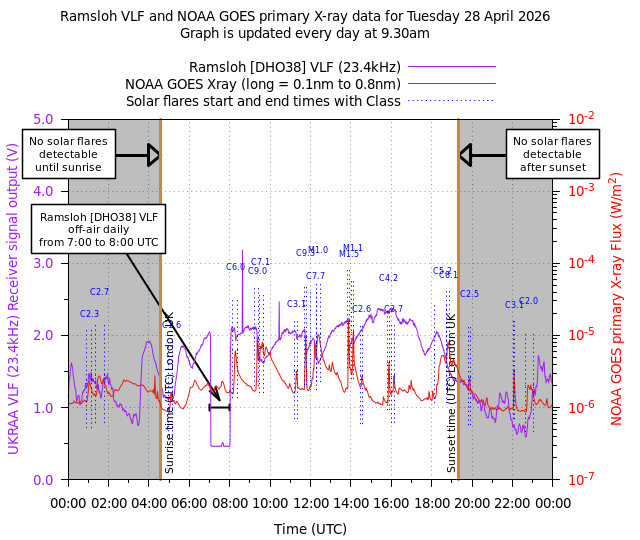 Ramsloh VLF and NOAA GOES primary X-ray data for Tuesday 28 April 2026
Graph is updated every day at 9.30am
Ramsloh [DHO38] VLF (23.4kHz)
NOAA GOES Xray (long = 0.1nm to 0.8nm)
Solar flares start and end times with Class
5.0
4.0
3.0
2.0
1.0
0.0
UKRAA VLF (23.4kHz) Receiver signal output (V)
10-2
10-3
10-4
10-5
10-6
10-7
NOAA GOES primary X-ray Flux (W/m2)
No solar flares
detectable
until sunrise
No solar flares
detectable
after sunset
Ramsloh [DHO38] VLF
off-air daily
from 7:00 to 8:00 UTC
C2.3
C2.7
C6.0
C7.1
C9.0
C3.1
C9.3
M1.0
C7.7
M1.1
M1.5
C2.6
C4.2
C2.7
C2.5
C3.1
C2.0
Sunrise time (UTC) London UK
Sunset time (UTC) London UK
00:00 02:00 04:00 06:00 08:00 10:00 12:00 14:00 16:00 18:00 20:00 22:00 00:00
Time (UTC)